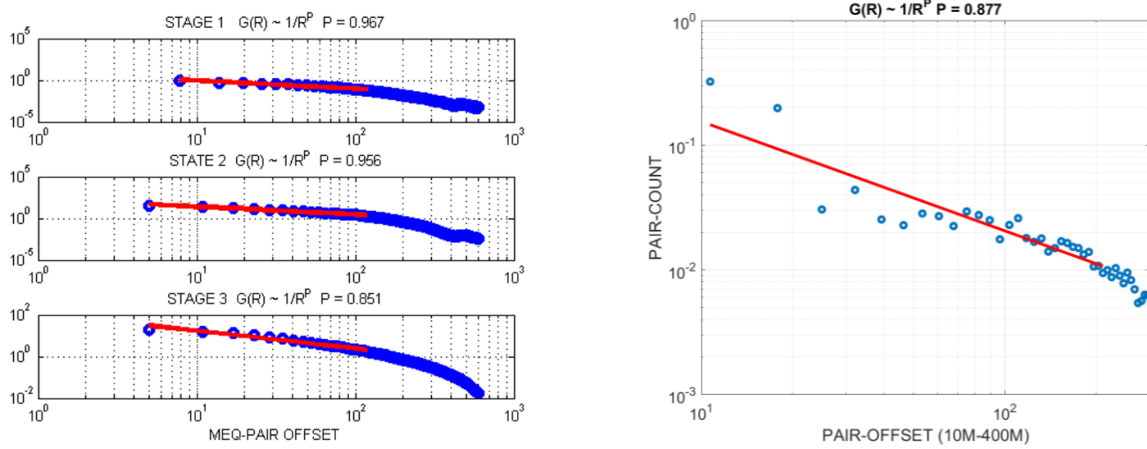 STAGE 1 G(R) ~ 1/R^P P = 0.967
10^5
10^0
10^-5
10^0 10^1 10^2 10^3
STATE 2 G(R) ~ 1/R^P P = 0.956
10^5
10^0
10^-5
10^0 10^1 10^2 10^3
STAGE 3 G(R) ~ 1/R^P P = 0.851
10^2
10^0
10^-2
10^0 10^1 10^2 10^3
MEQ-PAIR OFFSET
G(R) ~ 1/R^P P = 0.877
10^0
10^-1
10^-2
10^-3
PAIR-COUNT
10^1 10^2
PAIR-OFFSET (10M-400M)